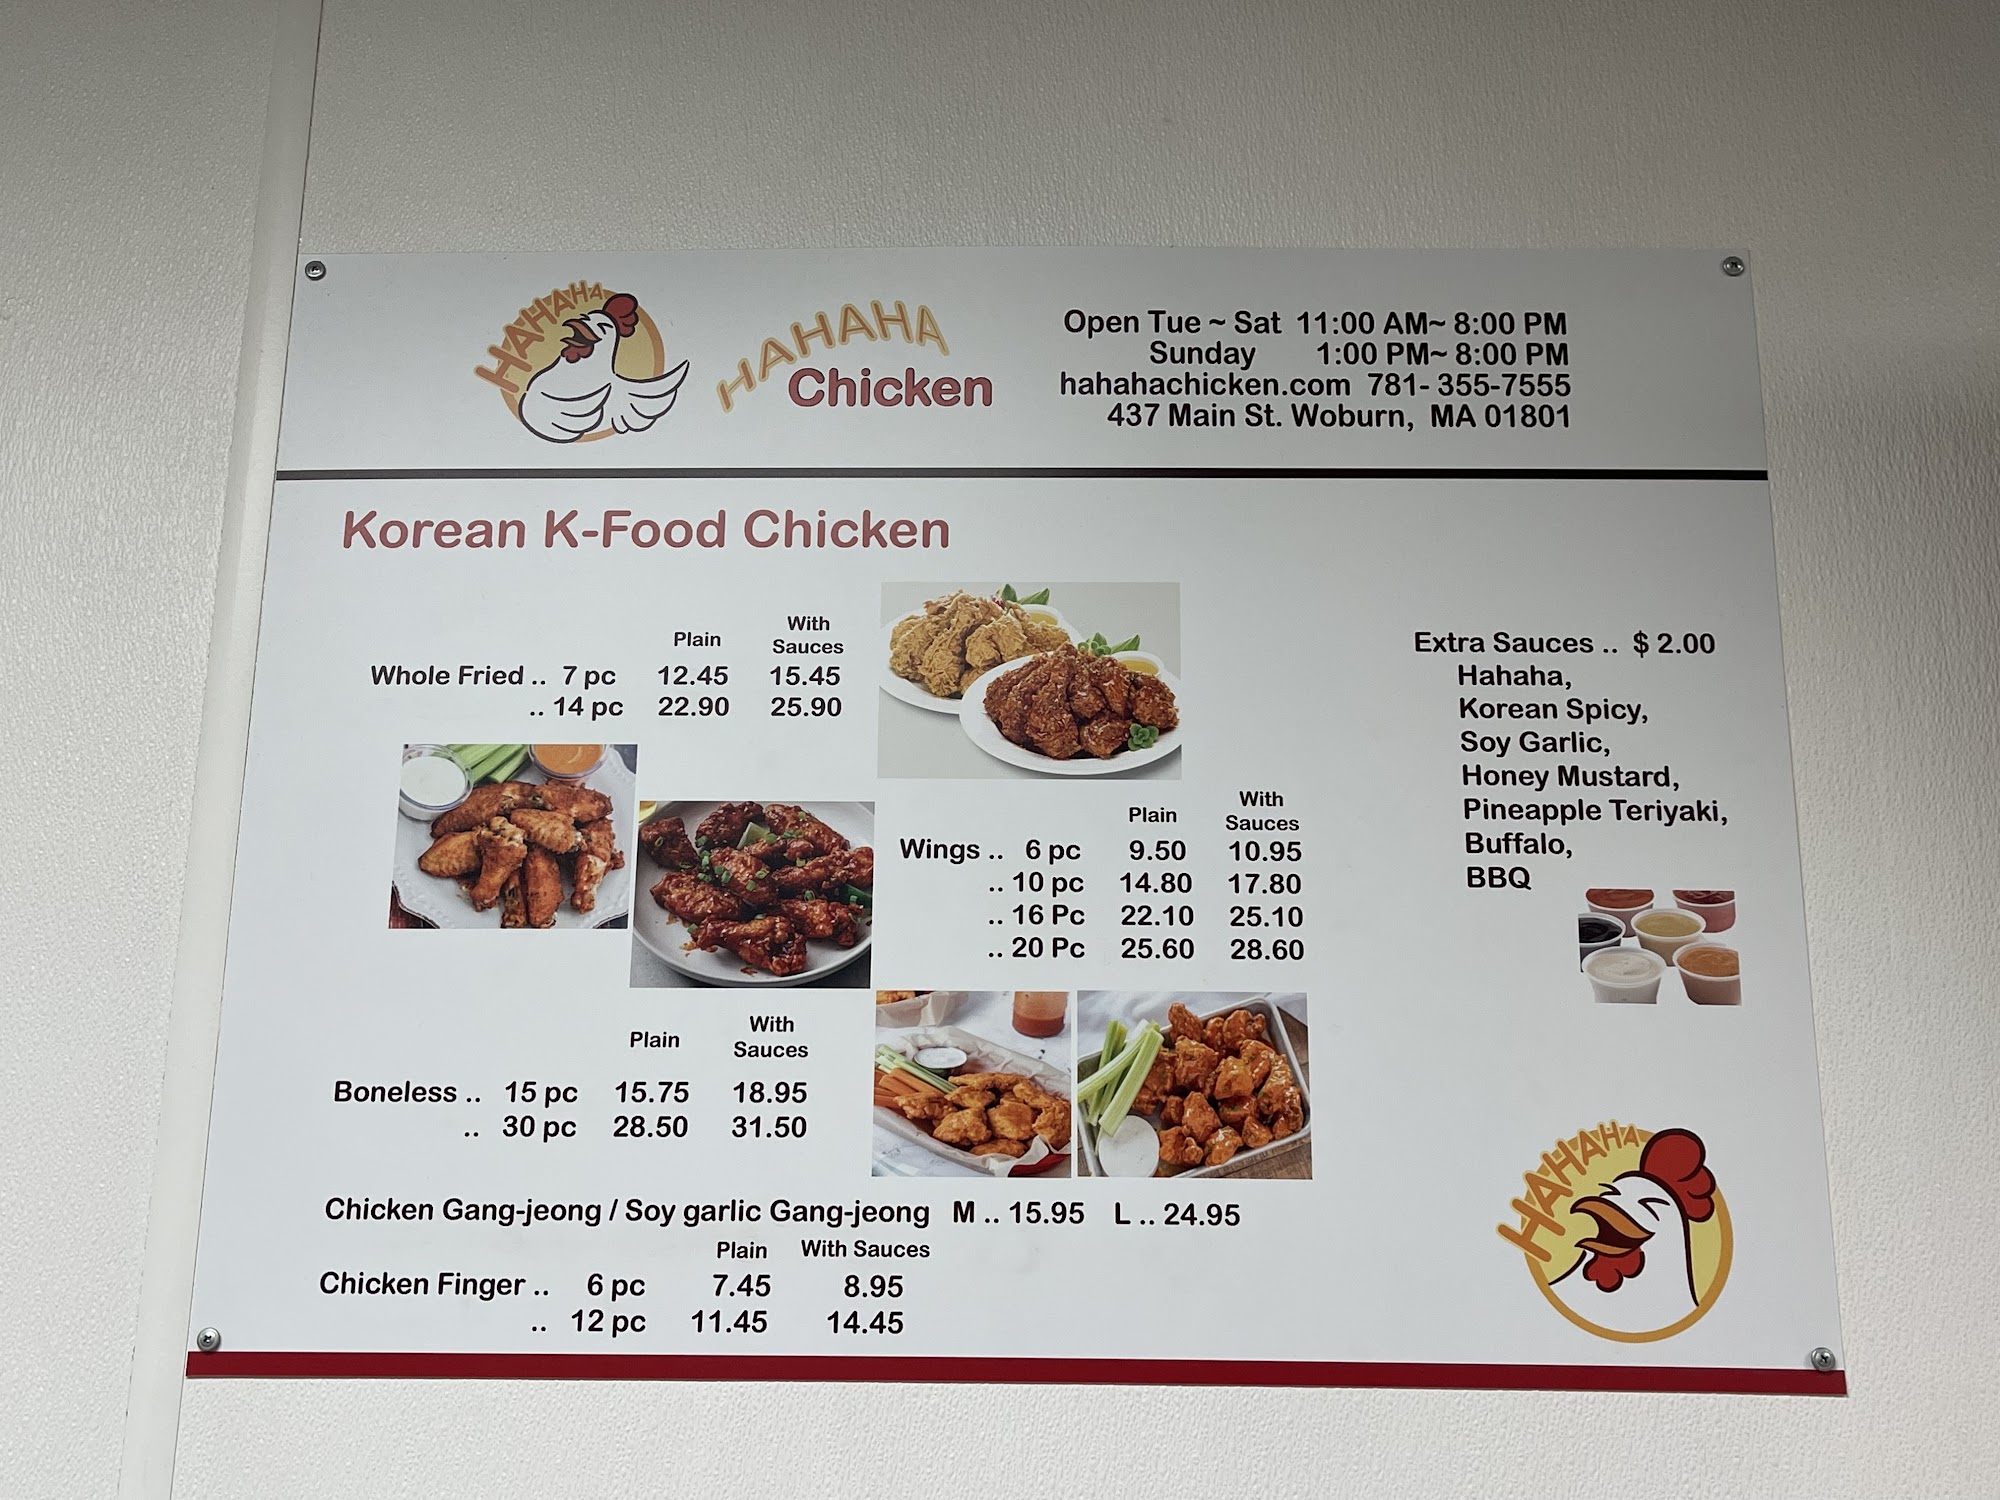 HAHAHA
HAHAHA
Chicken
Open Tue ~ Sat 11:00 AM~ 8:00 PM
Sunday 1:00 PM~ 8:00 PM
hahahachicken.com 781- 355-7555
437 Main St. Woburn, MA 01801
Korean K-Food Chicken
Plain With Sauces
Whole Fried .. 7 pc 12.45 15.45
.. 14 pc 22.90 25.90
Plain With Sauces
Wings .. 6 pc 9.50 10.95
.. 10 pc 14.80 17.80
.. 16 Pc 22.10 25.10
.. 20 Pc 25.60 28.60
Plain With Sauces
Boneless .. 15 pc 15.75 18.95
.. 30 pc 28.50 31.50
Chicken Gang-jeong / Soy garlic Gang-jeong M .. 15.95 L .. 24.95
Plain With Sauces
Chicken Finger .. 6 pc 7.45 8.95
.. 12 pc 11.45 14.45
Extra Sauces .. $ 2.00
Hahaha,
Korean Spicy,
Soy Garlic,
Honey Mustard,
Pineapple Teriyaki,
Buffalo,
BBQ
HAHAHA